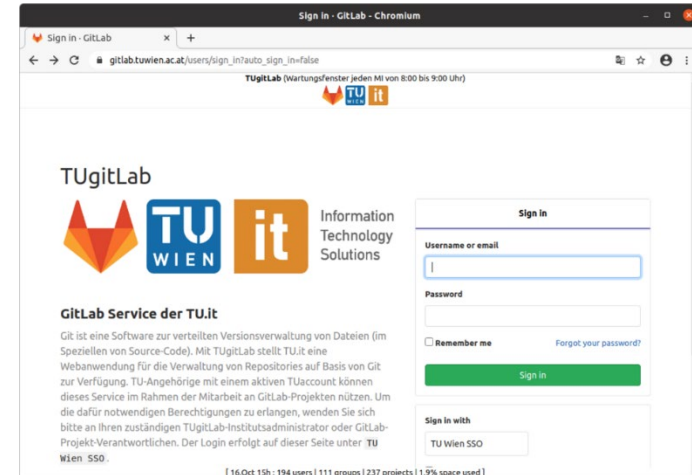 Sign in · GitLab - Chromium
Sign in · GitLab
gitlab.tuwien.ac.at/users/sign_in?auto_sign_in=false
TUgitLab (Wartungsfenster jeden MI von 8:00 bis 9:00 Uhr)
TU WIEN it
TUgitLab
TU
WIEN
it
Information
Technology
Solutions
GitLab Service der TU.it
Git ist eine Software zur verteilten Versionsverwaltung von Dateien (im
Speziellen von Source-Code). Mit TUgitLab stellt TU.it eine
Webanwendung für die Verwaltung von Repositories auf Basis von Git
zur Verfügung. TU-Angehörige mit einem aktiven TUaccount können
dieses Service im Rahmen der Mitarbeit an GitLab-Projekten nützen. Um
die dafür notwendigen Berechtigungen zu erlangen, wenden Sie sich
bitte an Ihren zuständigen TUgitLab-Institutsadministrator oder GitLab-
Projekt-Verantwortlichen. Der Login erfolgt auf dieser Seite unter TU
Wien SSO.
Sign in
Username or email
Password
Remember me Forgot your password?
Sign in
Sign in with
TU Wien SSO
[ 16.Oct 15h : 194 users | 111 groups | 237 projects | 1.9% space used ]